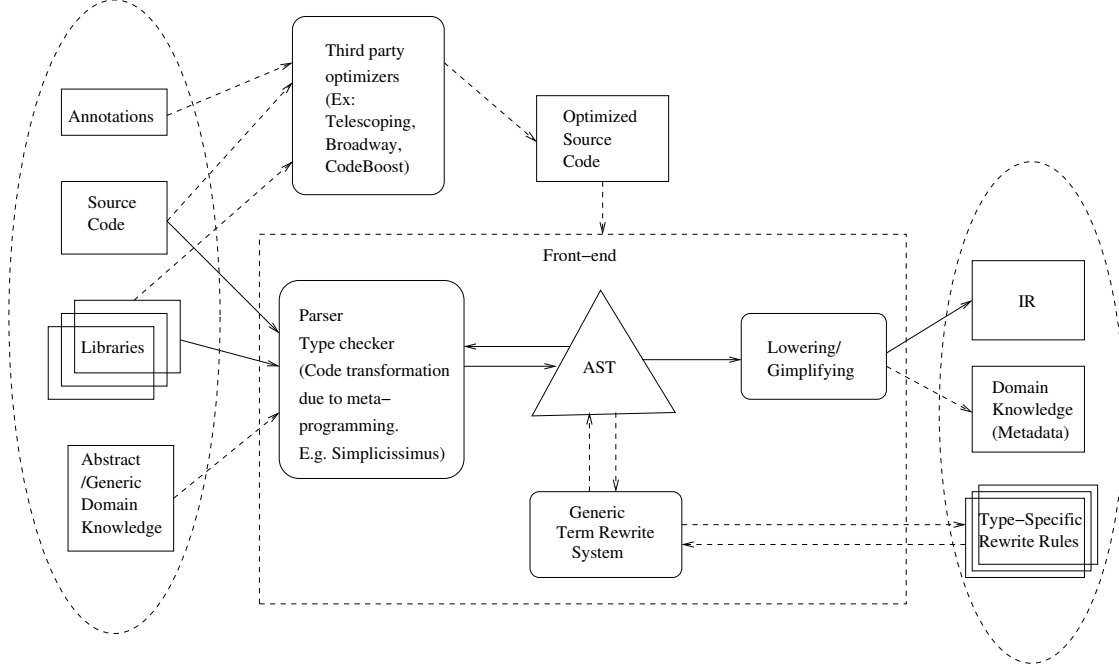 Third party
optimizers
(Ex:
Telescoping,
Broadway,
CodeBoost)
Annotations
Optimized
Source
Code
Source
Code
Front−end
Libraries
Parser
Type checker
(Code transformation
due to meta−
programming.
E.g. Simplicissimus)
AST
Lowering/
Gimplifying
IR
Domain
Knowledge
(Metadata)
Abstract
/Generic
Domain
Knowledge
Generic
Term Rewrite
System
Type−Specific
Rewrite Rules